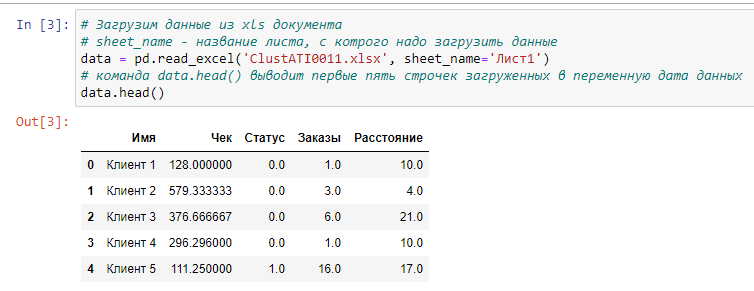 In [3]: # Загрузим данные из xls документа
# sheet_name - название листа, с котрого надо загрузить данные
data = pd.read_excel('ClustATI0011.xlsx', sheet_name='Лист1')
# команда data.head() выводит первые пять строчек загруженных в переменную дата данных
data.head()
Out[3]:
Имя Чек Статус Заказы Расстояние
0 Клиент 1 128.000000 0.0 1.0 10.0
1 Клиент 2 579.333333 0.0 3.0 4.0
2 Клиент 3 376.666667 0.0 6.0 21.0
3 Клиент 4 296.296000 0.0 1.0 10.0
4 Клиент 5 111.250000 1.0 16.0 17.0